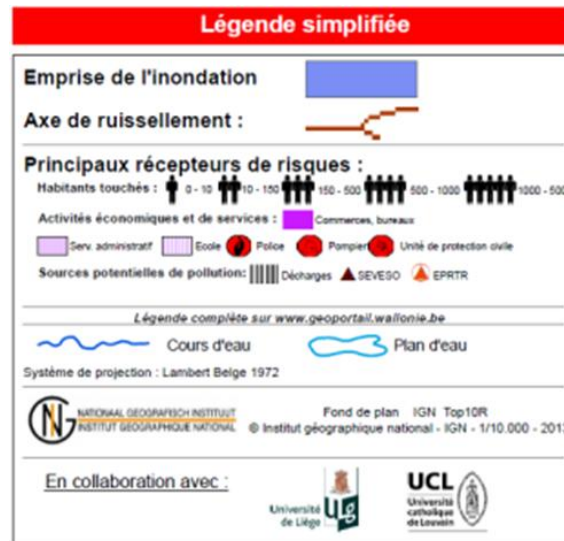 Légende simplifiée
Emprise de l'inondation
Axe de ruissellement :
Principaux récepteurs de risques :
Habitants touchés : 0 - 10 10 - 150 150 - 500 500 - 1000 1000 - 500
Activités économiques et de services : Commerces, bureaux
Serv. administratif Ecole Police Pompier Unité de protection civile
Sources potentielles de pollution: Décharges SEVESO EPRTR
Légende complète sur www.geoportail.wallonie.be
Cours d'eau Plan d'eau
Système de projection : Lambert Belge 1972
NATIONAAL GEOGRAFISCH INSTITUUT
INSTITUT GEOGRAPHIQUE NATIONAL
Fond de plan IGN Top10R
© Institut géographique national - IGN - 1/10.000 - 2013
En collaboration avec :
Université
de Liège
ULg
UCL
Université
catholique
de Louvain